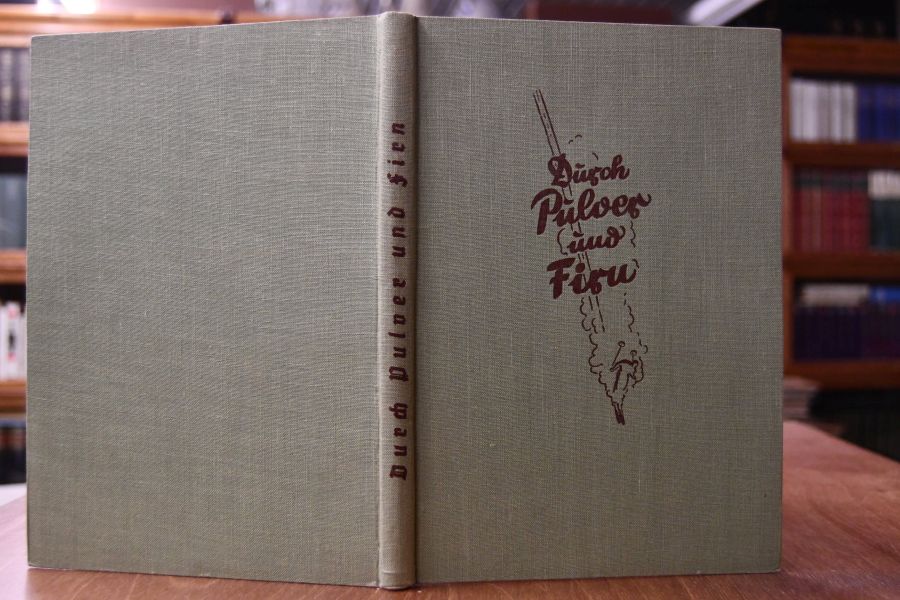 Durch Pulver und Firn
Durch
Pulver
und
Firn